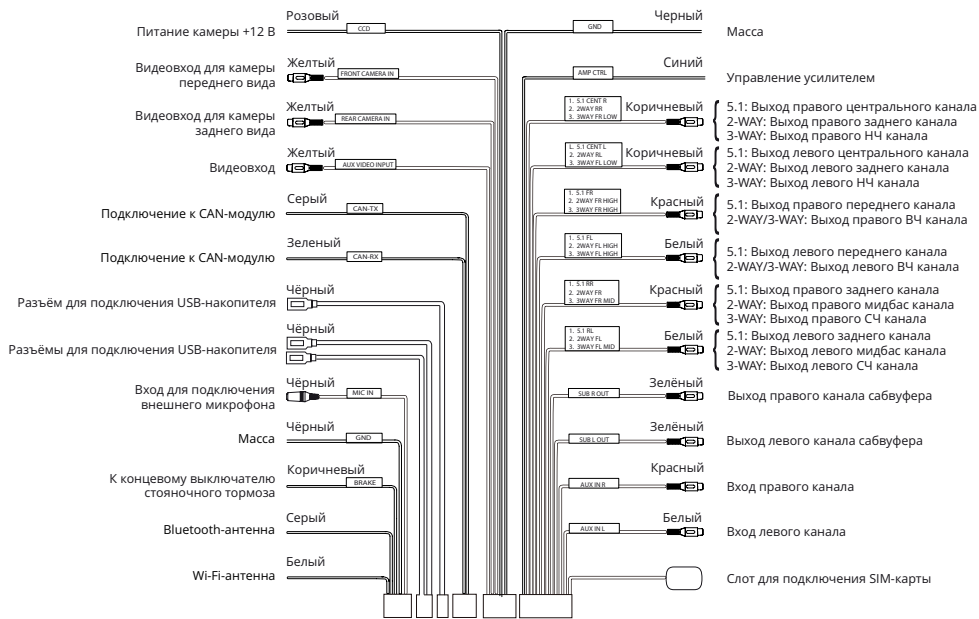 Розовый
Питание камеры +12 В
CCD
Желтый
Видеовход для камеры
переднего вида
FRONT CAMERA IN
Желтый
Видеовход для камеры
заднего вида
REAR CAMERA IN
Желтый
Видеовход
AUX VIDEO INPUT
Серый
Подключение к CAN-модулю
CAN-TX
Зеленый
Подключение к CAN-модулю
CAN-RX
Чёрный
Разъём для подключения USB-накопителя
Чёрный
Разъёмы для подключения USB-накопителя
Чёрный
Вход для подключения
внешнего микрофона
MIC IN
Чёрный
Масса
GND
Коричневый
К концевому выключателю
стояночного тормоза
BRAKE
Серый
Bluetooth-антенна
Белый
Wi-Fi-антенна
Черный
GND
Масса
Синий
AMP CTRL
Управление усилителем
1. 5.1 CENT R
2. 2WAY RR
3. 3WAY FR LOW
Коричневый
5.1: Выход правого центрального канала
2-WAY: Выход правого заднего канала
3-WAY: Выход правого НЧ канала
L. 5.1 CENT L
2. 2WAY RL
3. 3WAY FL LOW
Коричневый
5.1: Выход левого центрального канала
2-WAY: Выход левого заднего канала
3-WAY: Выход левого НЧ канала
1. 5.1 FR
2. 2WAY FR HIGH
3. 3WAY FR HIGH
Красный
5.1: Выход правого переднего канала
2-WAY/3-WAY: Выход правого ВЧ канала
1. 5.1 FL
2. 2WAY FL HIGH
3. 3WAY FL HIGH
Белый
5.1: Выход левого переднего канала
2-WAY/3-WAY: Выход левого ВЧ канала
1. 5.1 RR
2. 2WAY FR
3. 3WAY FR MID
Красный
5.1: Выход правого заднего канала
2-WAY: Выход правого мидбас канала
3-WAY: Выход правого СЧ канала
1. 5.1 RL
2. 2WAY FL
3. 3WAY FL MID
Белый
5.1: Выход левого заднего канала
2-WAY: Выход левого мидбас канала
3-WAY: Выход левого СЧ канала
Зелёный
SUB R OUT
Выход правого канала сабвуфера
Зелёный
SUB L OUT
Выход левого канала сабвуфера
Красный
AUX IN R
Вход правого канала
Белый
AUX IN L
Вход левого канала
Слот для подключения SIM-карты